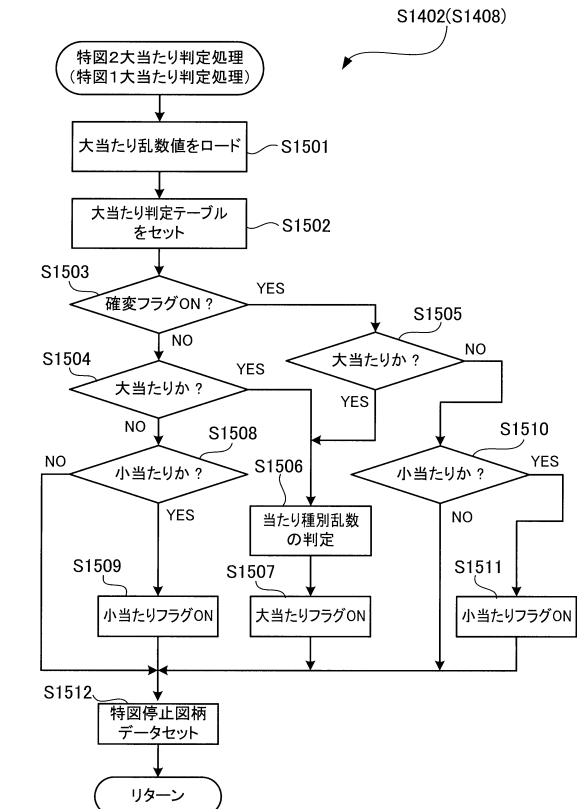 S1402(S1408)
特図2大当たり判定処理
(特図1大当たり判定処理)
大当たり乱数値をロード
S1501
大当たり判定テーブル
をセット
S1502
S1503
確変フラグON?
YES
NO
S1505
大当たりか?
NO
YES
S1504
大当たりか?
YES
NO
S1508
小当たりか?
NO
YES
S1510
小当たりか?
YES
NO
S1506
当たり種別乱数
の判定
S1509
小当たりフラグON
S1507
大当たりフラグON
S1511
小当たりフラグON
S1512
特図停止図柄
データセット
リターン